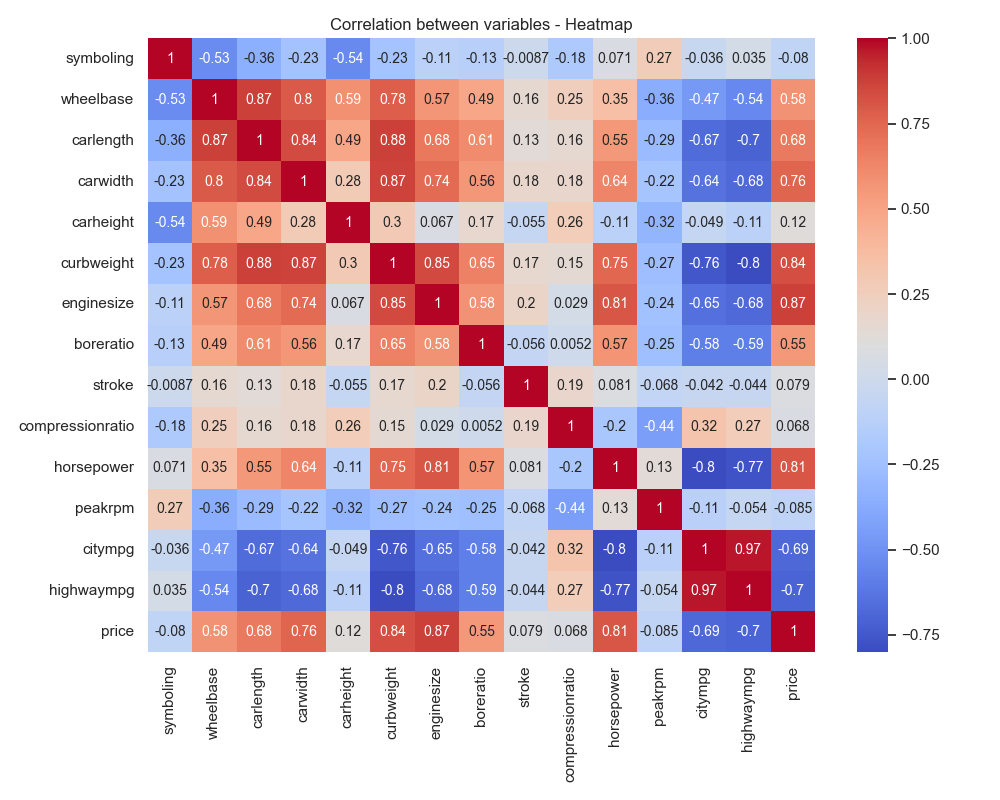 Correlation between variables - Heatmap
symboling 1 -0.53 -0.36 -0.23 -0.54 -0.23 -0.11 -0.13 -0.0087 -0.18 0.071 0.27 -0.036 0.035 -0.08
wheelbase -0.53 1 0.87 0.8 0.59 0.78 0.57 0.49 0.16 0.25 0.35 -0.36 -0.47 -0.54 0.58
carlength -0.36 0.87 1 0.84 0.49 0.88 0.68 0.61 0.13 0.16 0.55 -0.29 -0.67 -0.7 0.68
carwidth -0.23 0.8 0.84 1 0.28 0.87 0.74 0.56 0.18 0.18 0.64 -0.22 -0.64 -0.68 0.76
carheight -0.54 0.59 0.49 0.28 1 0.3 0.067 0.17 -0.055 0.26 -0.11 -0.32 -0.049 -0.11 0.12
curbweight -0.23 0.78 0.88 0.87 0.3 1 0.85 0.65 0.17 0.15 0.75 -0.27 -0.76 -0.8 0.84
enginesize -0.11 0.57 0.68 0.74 0.067 0.85 1 0.58 0.2 0.029 0.81 -0.24 -0.65 -0.68 0.87
boreratio -0.13 0.49 0.61 0.56 0.17 0.65 0.58 1 -0.056 0.0052 0.57 -0.25 -0.58 -0.59 0.55
stroke -0.0087 0.16 0.13 0.18 -0.055 0.17 0.2 -0.056 1 0.19 0.081 -0.068 -0.042 -0.044 0.079
compressionratio -0.18 0.25 0.16 0.18 0.26 0.15 0.029 0.0052 0.19 1 -0.2 -0.44 0.32 0.27 0.068
horsepower 0.071 0.35 0.55 0.64 -0.11 0.75 0.81 0.57 0.081 -0.2 1 0.13 -0.8 -0.77 0.81
peakrpm 0.27 -0.36 -0.29 -0.22 -0.32 -0.27 -0.24 -0.25 -0.068 -0.44 0.13 1 -0.11 -0.054 -0.085
citympg -0.036 -0.47 -0.67 -0.64 -0.049 -0.76 -0.65 -0.58 -0.042 0.32 -0.8 -0.11 1 0.97 -0.69
highwaympg 0.035 -0.54 -0.7 -0.68 -0.11 -0.8 -0.68 -0.59 -0.044 0.27 -0.77 -0.054 0.97 1 -0.7
price -0.08 0.58 0.68 0.76 0.12 0.84 0.87 0.55 0.079 0.068 0.81 -0.085 -0.69 -0.7 1
symboling wheelbase carlength carwidth carheight curbweight enginesize boreratio stroke compressionratio horsepower peakrpm citympg highwaympg price
1.00
0.75
0.50
0.25
0.00
−0.25
−0.50
−0.75